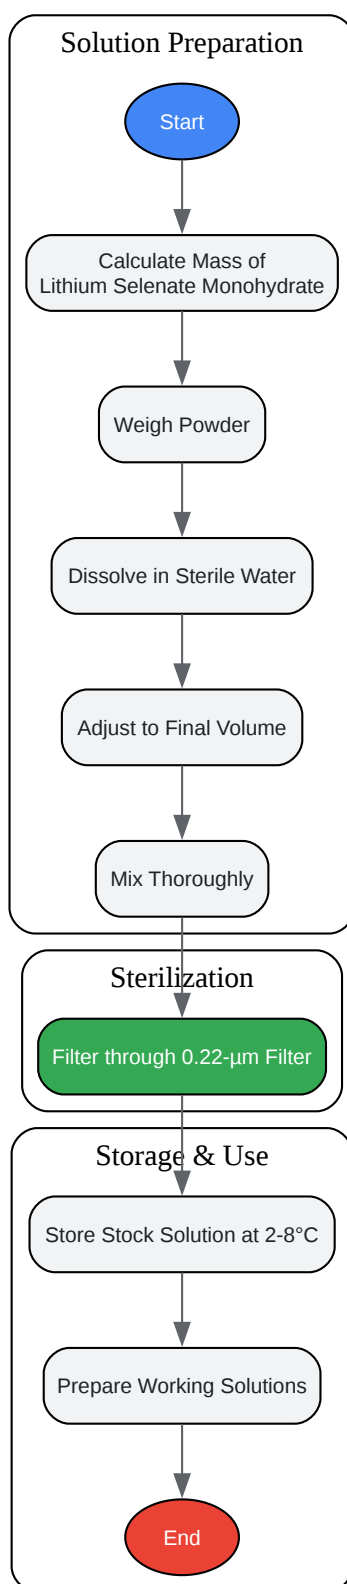 Solution Preparation
Start
Calculate Mass of
Lithium Selenate Monohydrate
Weigh Powder
Dissolve in Sterile Water
Adjust to Final Volume
Mix Thoroughly
Sterilization
Filter through 0.22-µm Filter
Storage & Use
Store Stock Solution at 2-8°C
Prepare Working Solutions
End